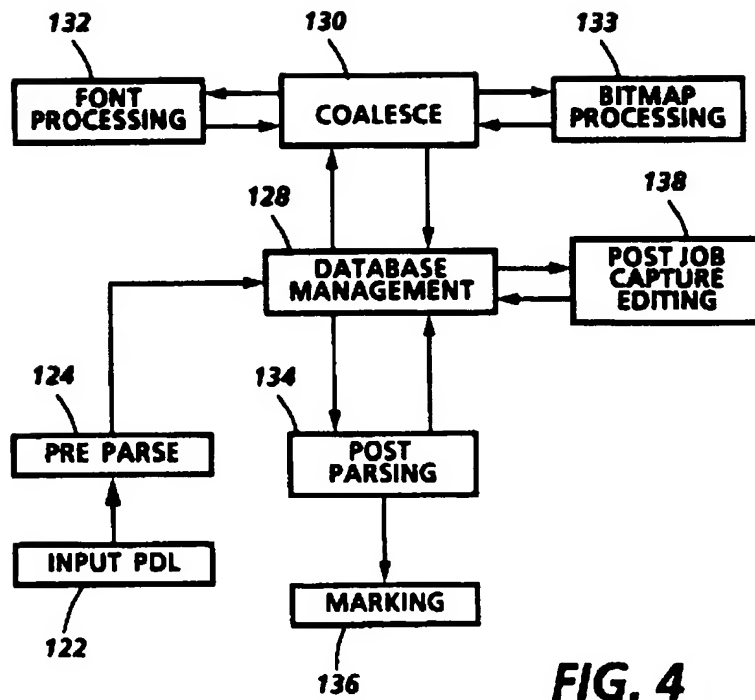 132
130
133
FONT
PROCESSING
COALESCE
BITMAP
PROCESSING
128
138
DATABASE
MANAGEMENT
POST JOB
CAPTURE
EDITING
124
134
PRE PARSE
POST
PARSING
INPUT PDL
MARKING
122
136
FIG. 4